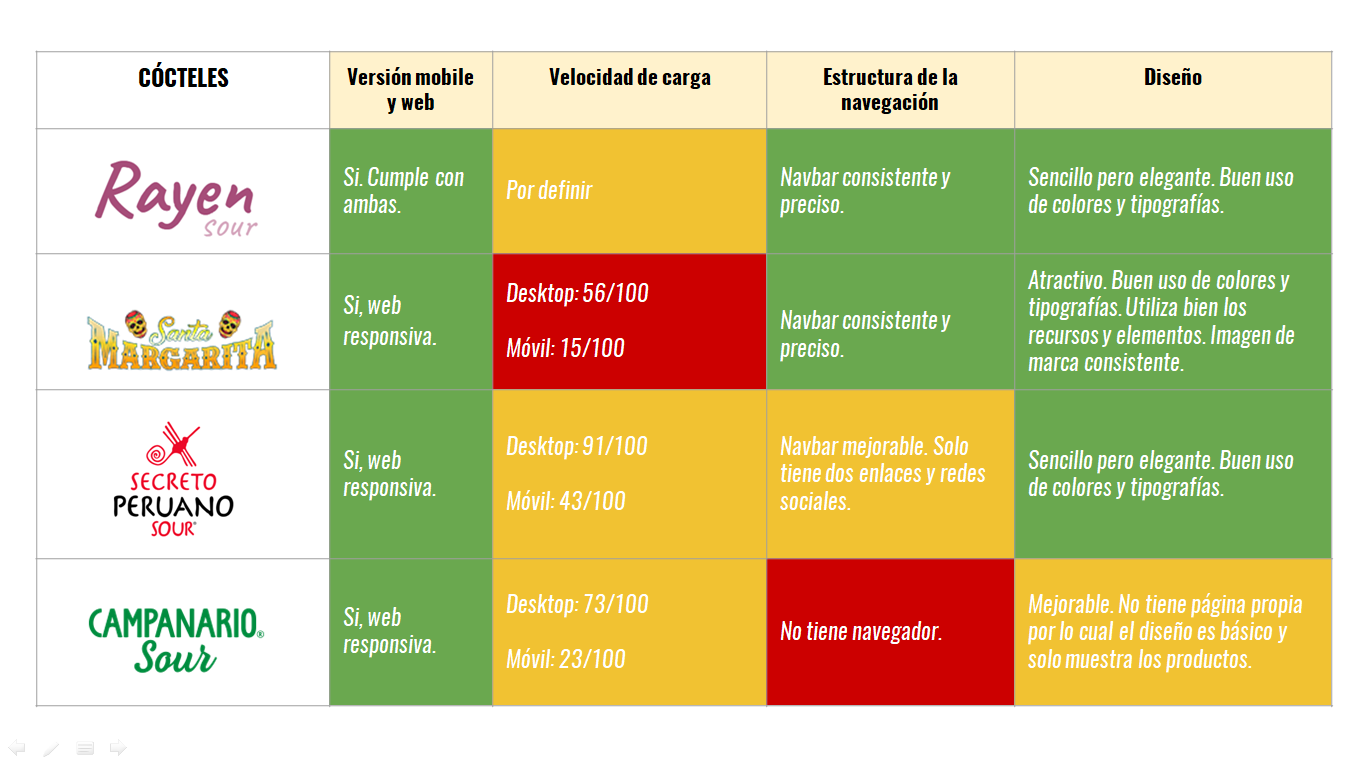 CÓCTELES
Versión mobile
y web
Velocidad de carga
Estructura de la
navegación
Diseño
Rayen
sour
Si. Cumple con
ambas.
Por definir
Navbar consistente y
preciso.
Sencillo pero elegante. Buen uso
de colores y tipografías.
Santa
MARGARITA
Si, web
responsiva.
Desktop: 56/100
Móvil: 15/100
Navbar consistente y
preciso.
Atractivo. Buen uso de colores y
tipografías. Utiliza bien los
recursos y elementos. Imagen de
marca consistente.
SECRETO
PERUANO
SOUR®
Si, web
responsiva.
Desktop: 91/100
Móvil: 43/100
Navbar mejorable. Solo
tiene dos enlaces y redes
sociales.
Sencillo pero elegante. Buen uso
de colores y tipografías.
CAMPANARIO®
Sour
Si, web
responsiva.
Desktop: 73/100
Móvil: 23/100
No tiene navegador.
Mejorable. No tiene página propia
por lo cual el diseño es básico y
solo muestra los productos.